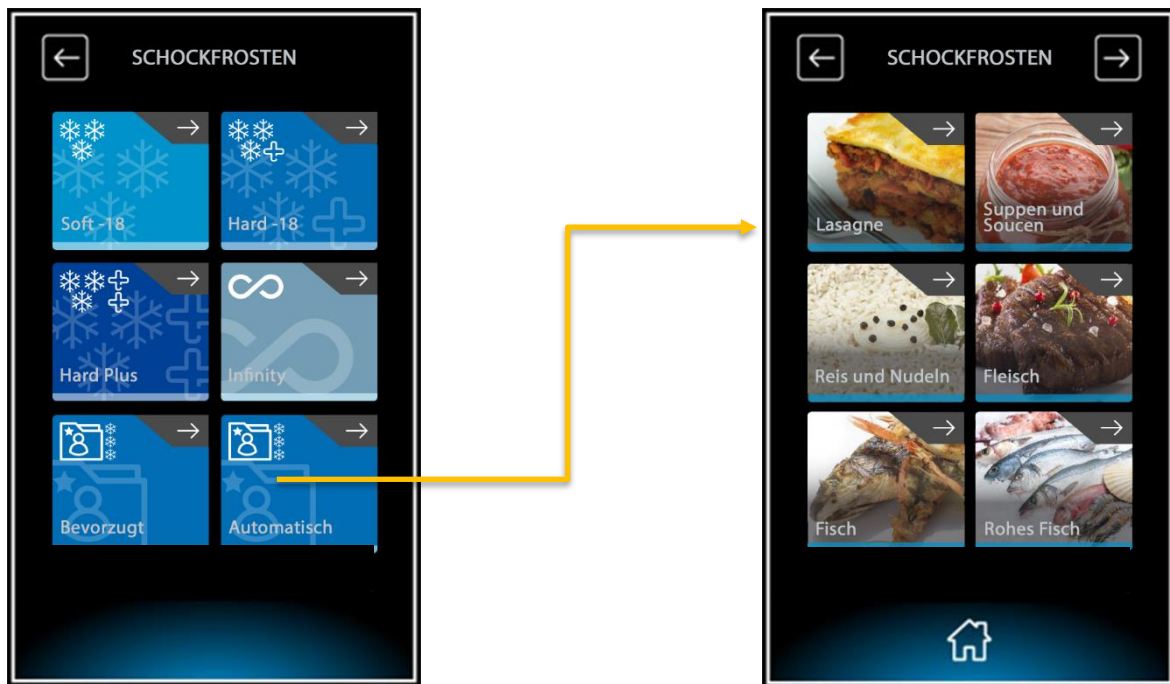 SCHOCKFROSTEN
Soft -18
Hard -18
Hard Plus
Infinity
Bevorzugt
Automatisch
SCHOCKFROSTEN
Lasagne
Suppen und
Soucen
Reis und Nudeln
Fleisch
Fisch
Rohes Fisch